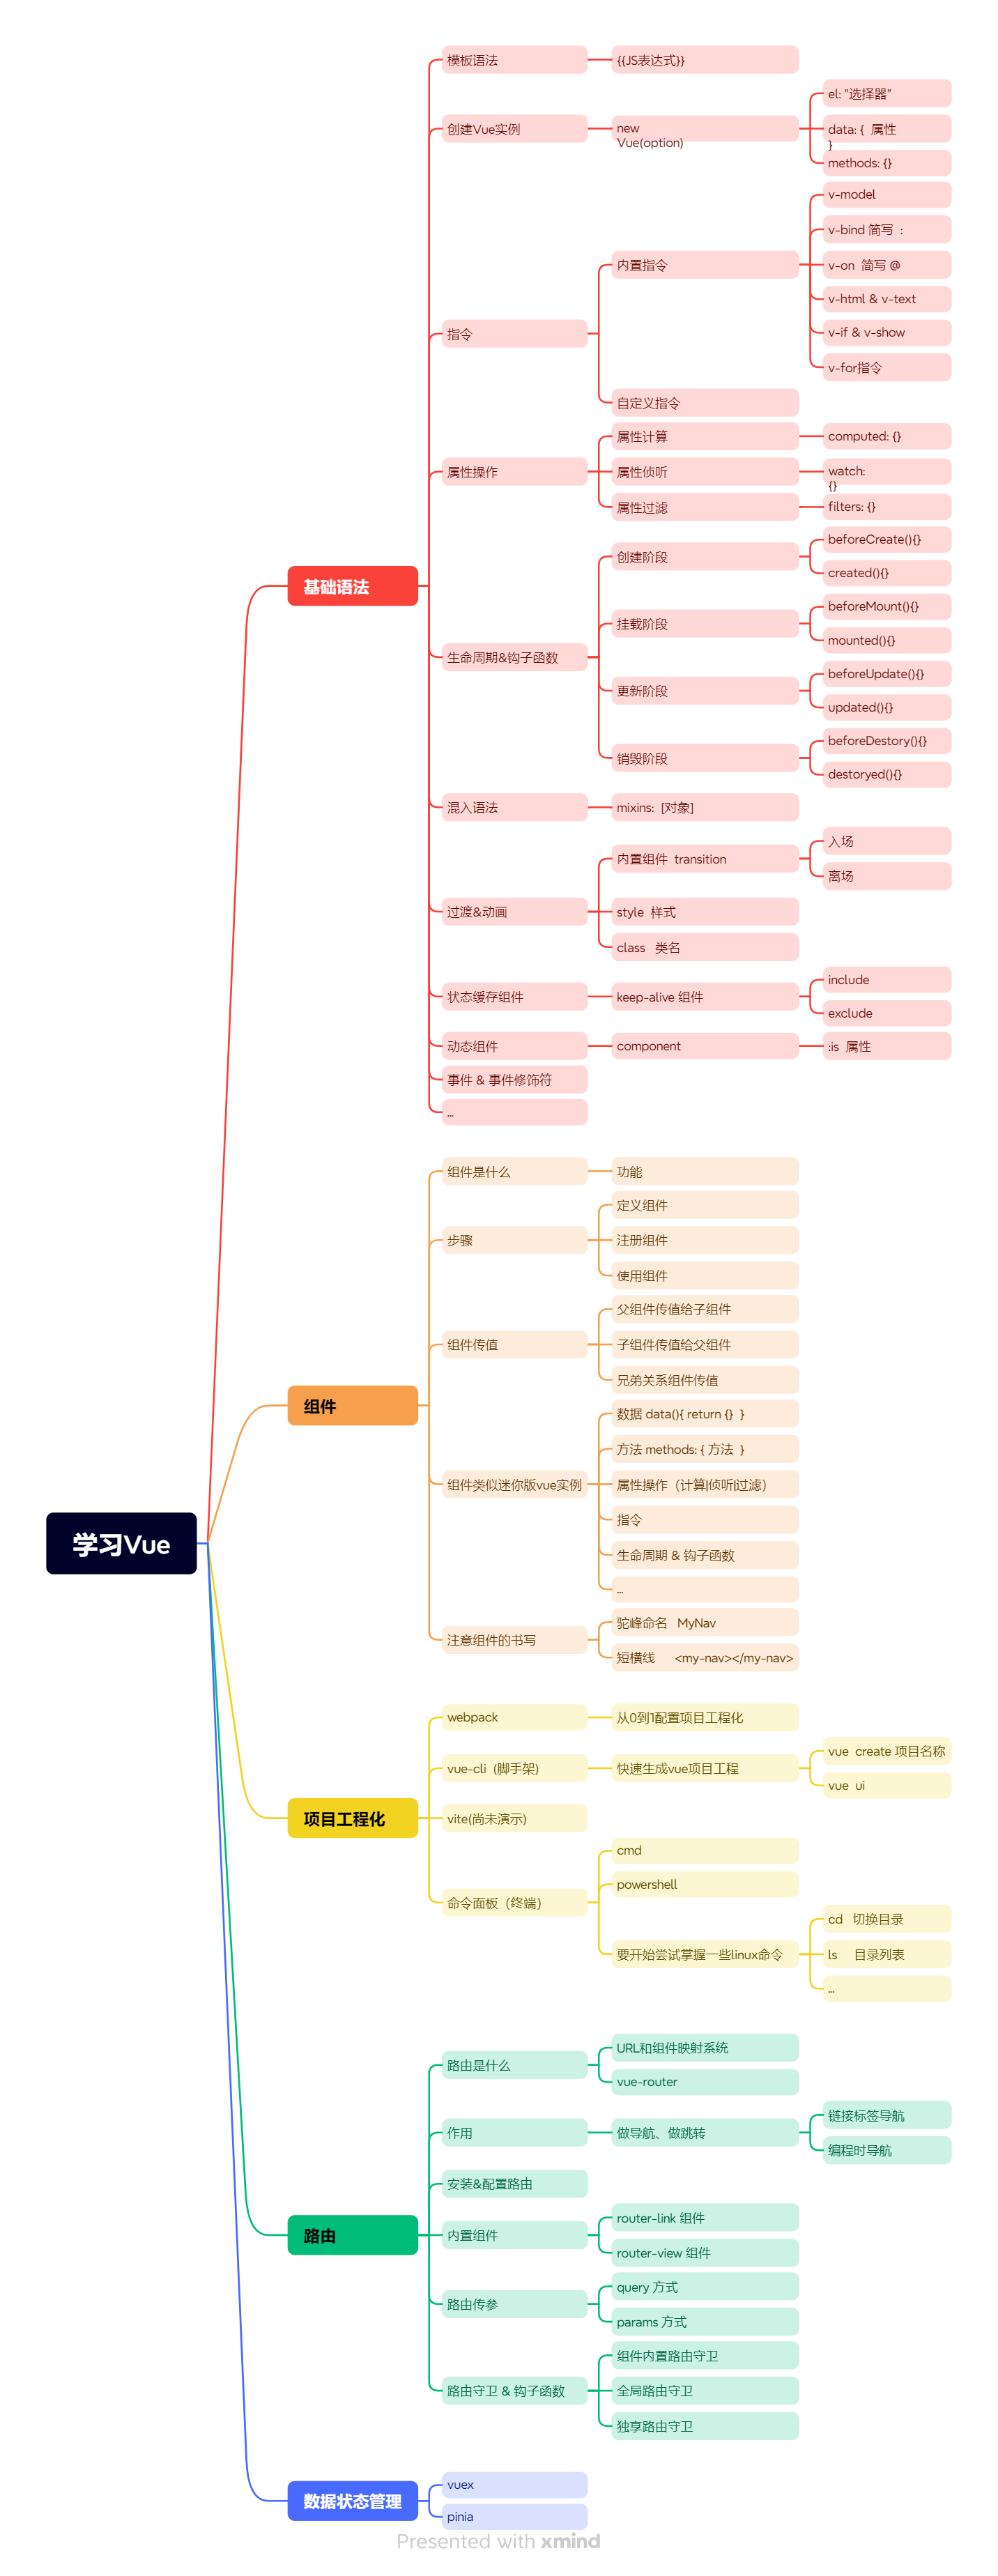 学习Vue
基础语法
模板语法
{{JS表达式}}
创建Vue实例
new
Vue(option)
el: "选择器"
data: { 属性
}
methods: {}
指令
内置指令
v-model
v-bind 简写 :
v-on 简写 @
v-html & v-text
v-if & v-show
v-for指令
自定义指令
属性操作
属性计算
computed: {}
属性侦听
watch:
{}
属性过滤
filters: {}
生命周期&钩子函数
创建阶段
beforeCreate(){}
created(){}
挂载阶段
beforeMount(){}
mounted(){}
更新阶段
beforeUpdate(){}
updated(){}
销毁阶段
beforeDestory(){}
destoryed(){}
混入语法
mixins: [对象]
过渡&动画
内置组件 transition
入场
离场
style 样式
class 类名
状态缓存组件
keep-alive 组件
include
exclude
动态组件
component
:is 属性
事件 & 事件修饰符
...
组件
组件是什么
功能
步骤
定义组件
注册组件
使用组件
组件传值
父组件传值给子组件
子组件传值给父组件
兄弟关系组件传值
组件类似迷你版vue实例
数据 data(){ return {} }
方法 methods: { 方法 }
属性操作（计算|侦听|过滤）
指令
生命周期 & 钩子函数
...
注意组件的书写
驼峰命名 MyNav
短横线 <my-nav></my-nav>
项目工程化
webpack
从0到1配置项目工程化
vue-cli (脚手架)
快速生成vue项目工程
vue create 项目名称
vue ui
vite(尚未演示)
命令面板（终端）
cmd
powershell
要开始尝试掌握一些linux命令
cd 切换目录
ls 目录列表
...
路由
路由是什么
URL和组件映射系统
vue-router
作用
做导航、做跳转
链接标签导航
编程时导航
安装&配置路由
内置组件
router-link 组件
router-view 组件
路由传参
query 方式
params 方式
路由守卫 & 钩子函数
组件内置路由守卫
全局路由守卫
独享路由守卫
数据状态管理
vuex
pinia
Presented with xmind